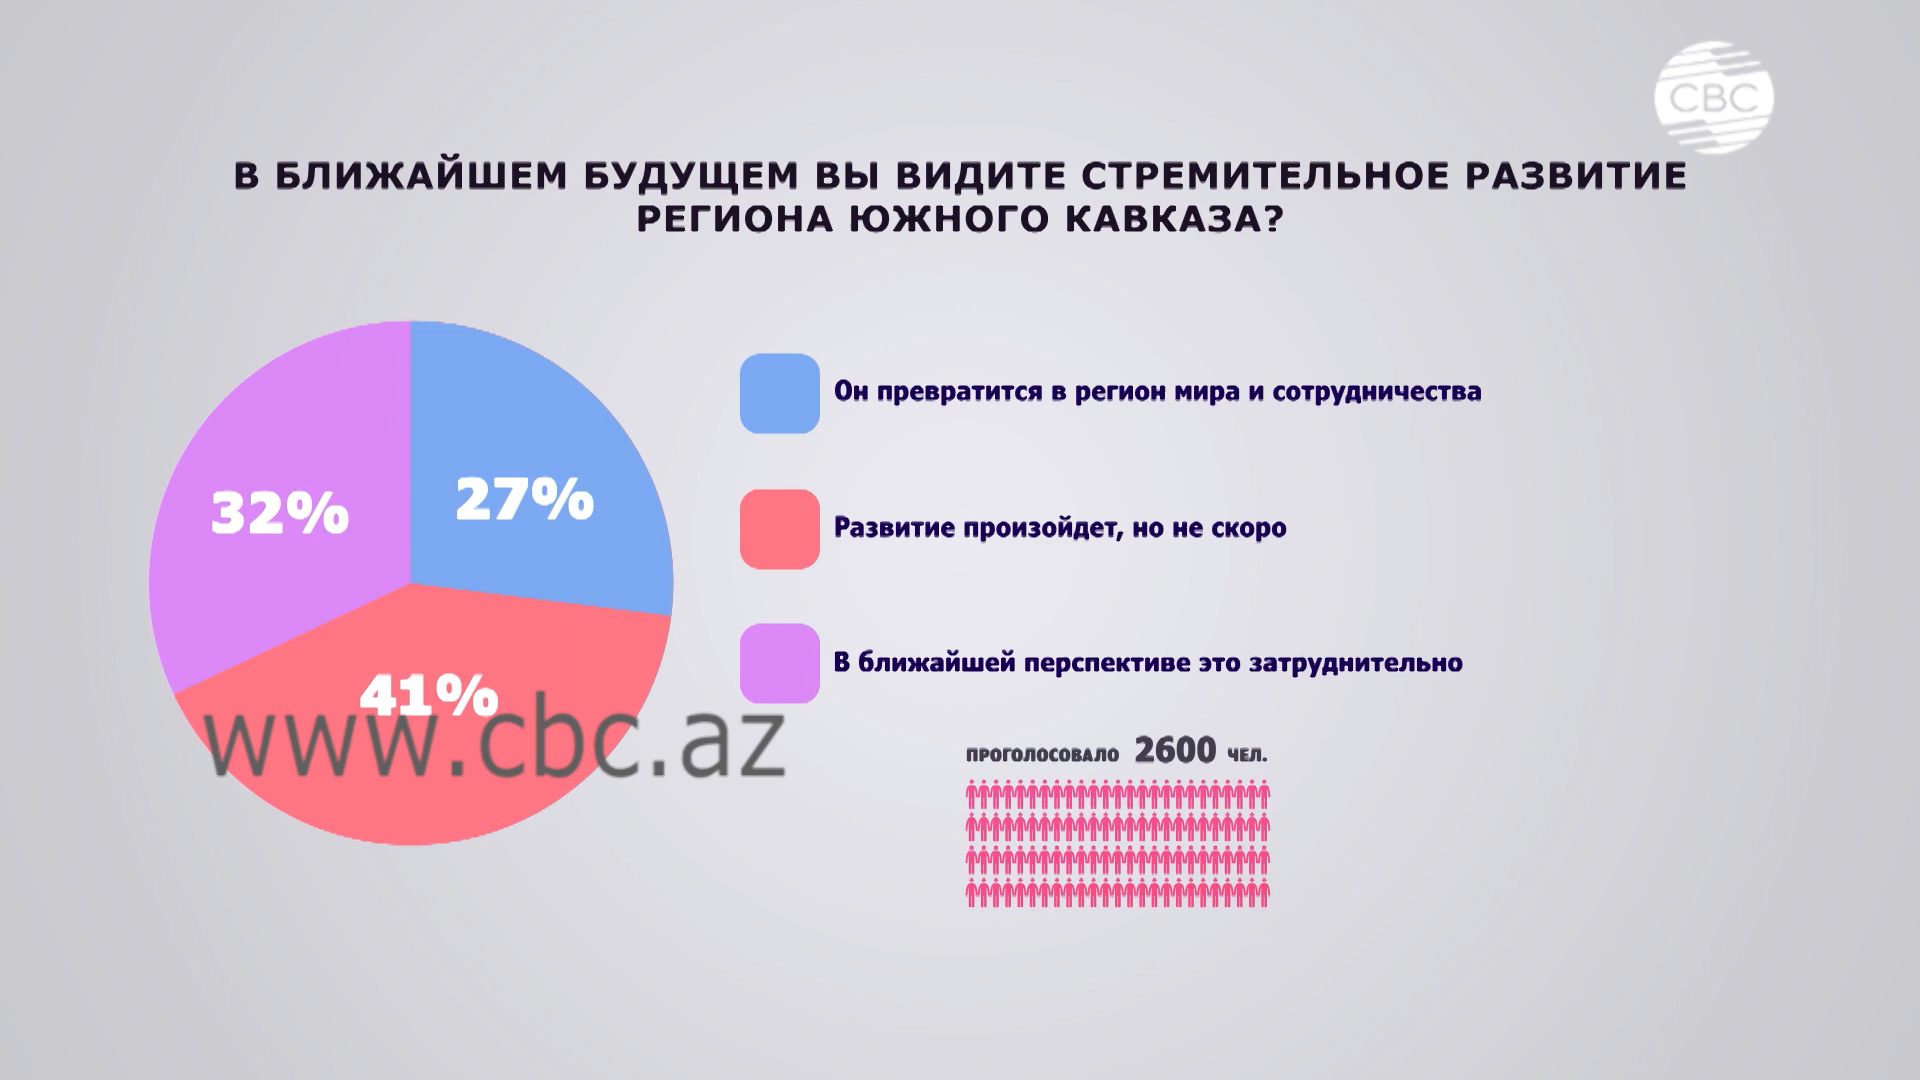 CBC
В БЛИЖАЙШЕМ БУДУЩЕМ ВЫ ВИДИТЕ СТРЕМИТЕЛЬНОЕ РАЗВИТИЕ
РЕГИОНА ЮЖНОГО КАВКАЗА?
32%
27%
41%
Он превратится в регион мира и сотрудничества
Развитие произойдет, но не скоро
В ближайшей перспективе это затруднительно
www.cbc.az
ПРОГОЛОСОВАЛО 2600 ЧЕЛ.